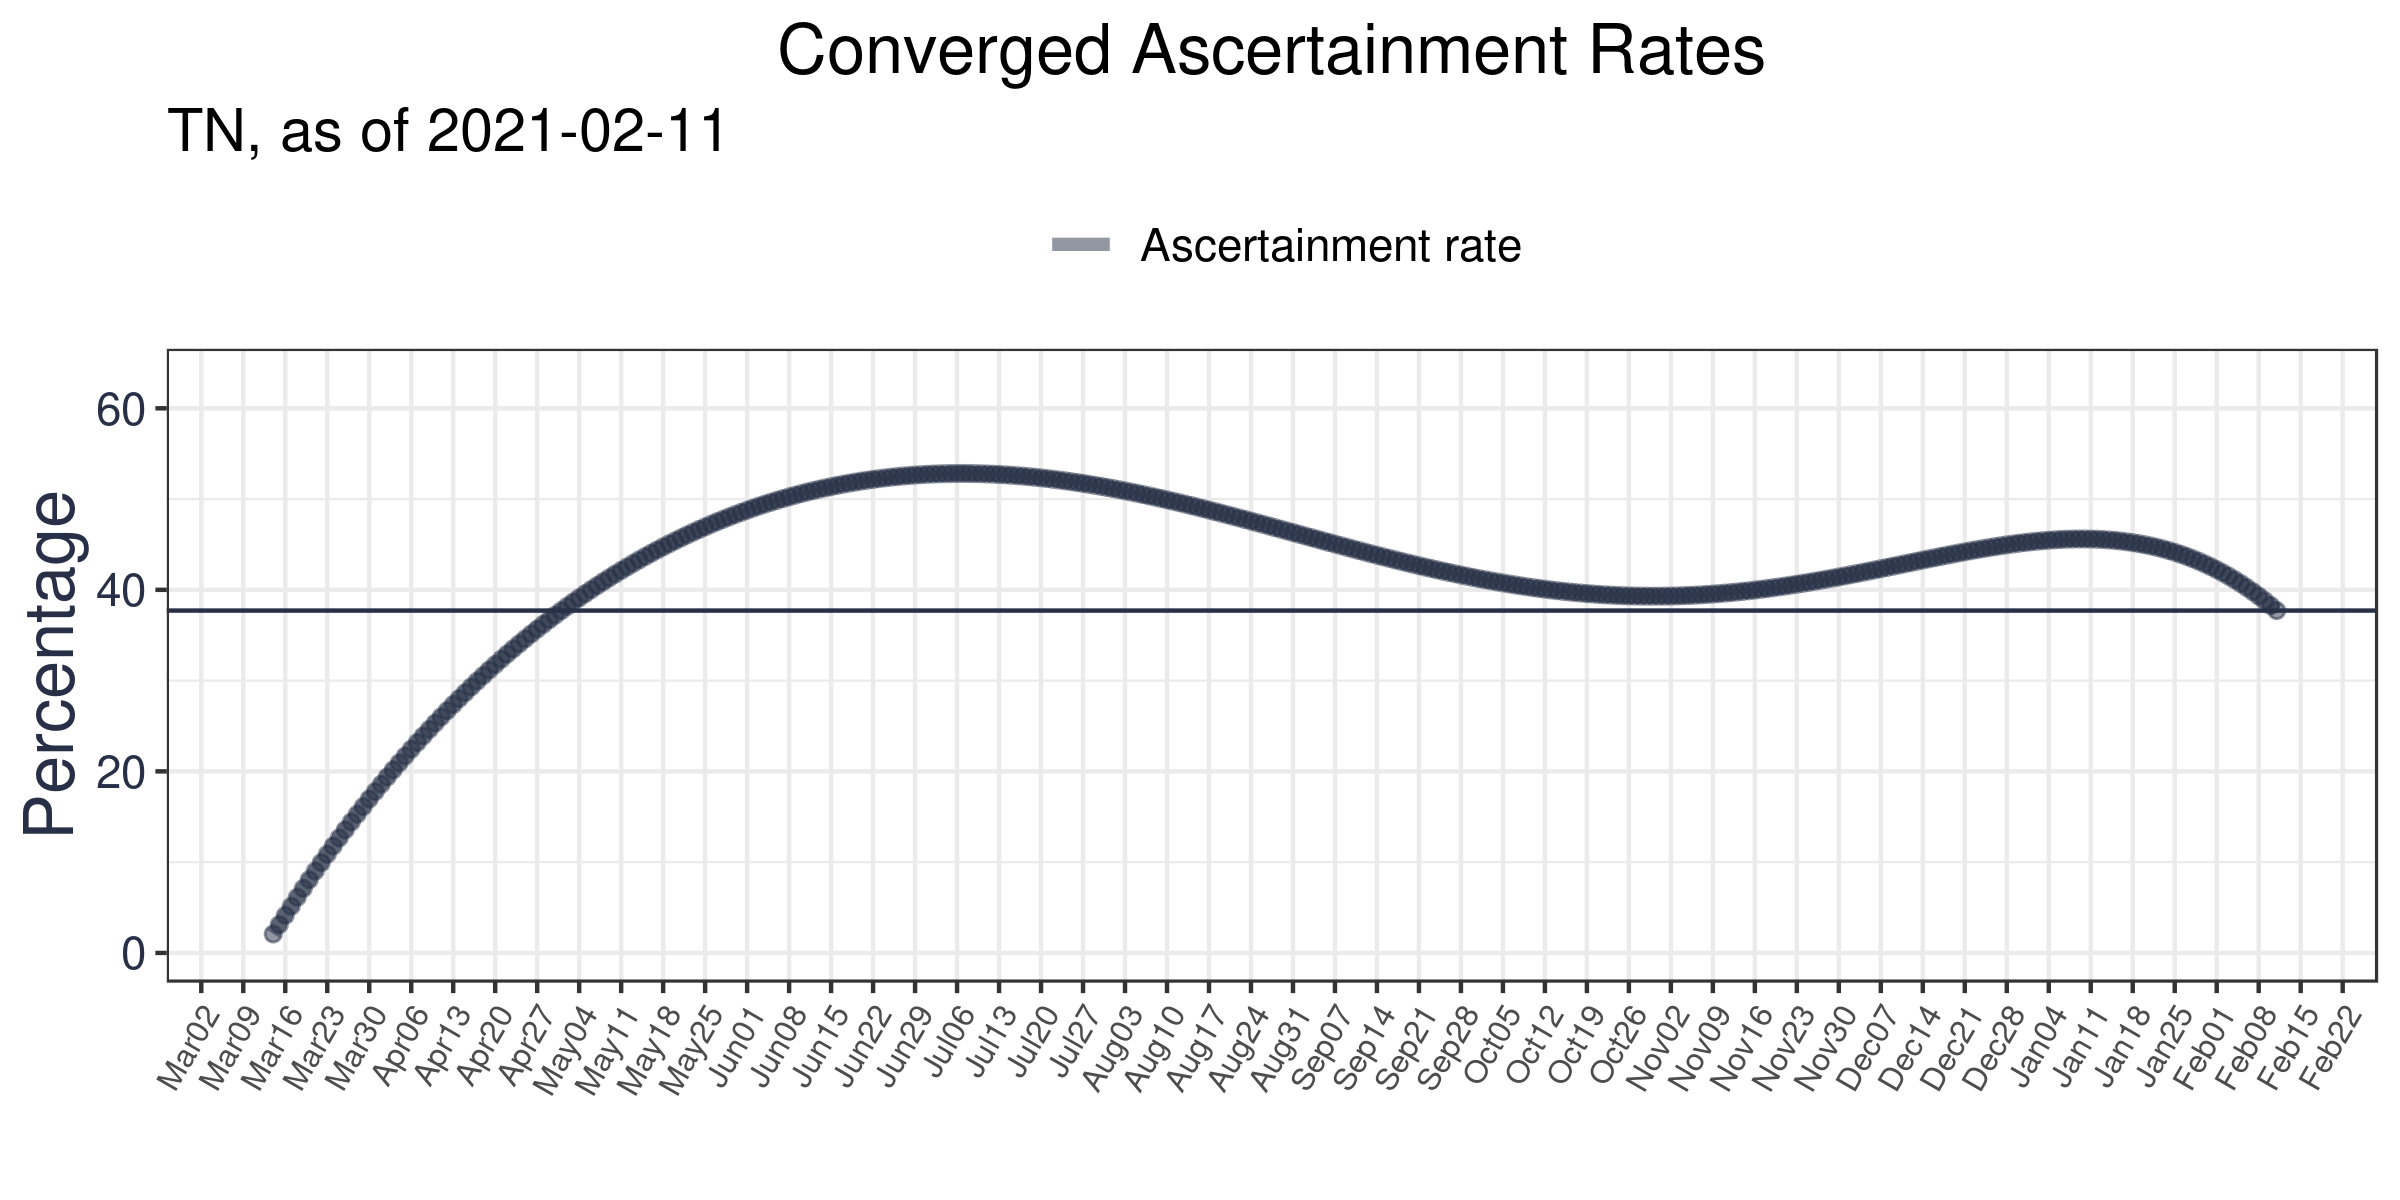 Converged Ascertainment Rates
TN, as of 2021-02-11
Ascertainment rate
Percentage
60
40
20
0
Mar02 Mar09 Mar16 Mar23 Mar30 Apr06 Apr13 Apr20 Apr27 May04 May11 May18 May25 Jun01 Jun08 Jun15 Jun22 Jun29 Jul06 Jul13 Jul20 Jul27 Aug03 Aug10 Aug17 Aug24 Aug31 Sep07 Sep14 Sep21 Sep28 Oct05 Oct12 Oct19 Oct26 Nov02 Nov09 Nov16 Nov23 Nov30 Dec07 Dec14 Dec21 Dec28 Jan04 Jan11 Jan18 Jan25 Feb01 Feb08 Feb15 Feb22